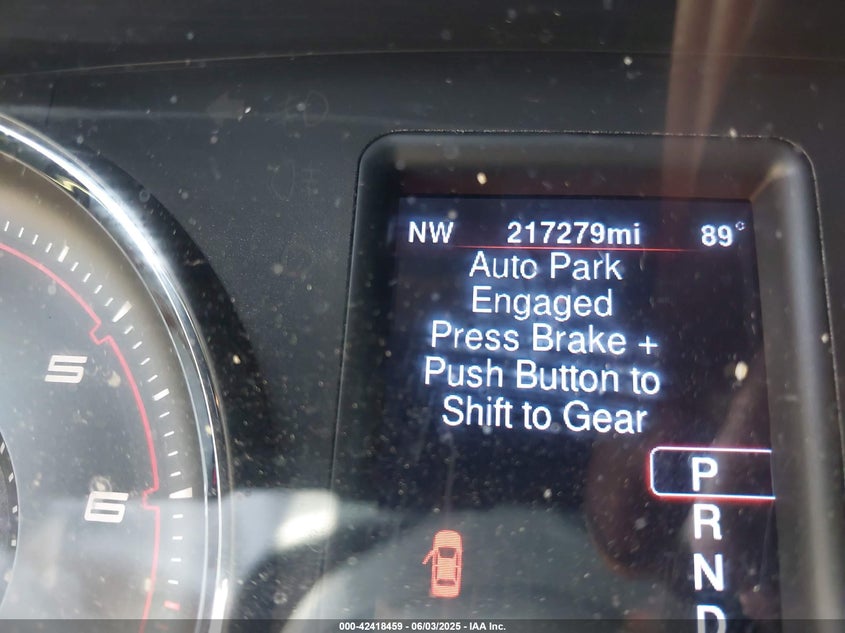 NW 217279mi 89°
Auto Park
Engaged
Press Brake +
Push Button to
Shift to Gear
P
R
N
D
5
6
000-42418459 - 06/03/2025 - IAA Inc.